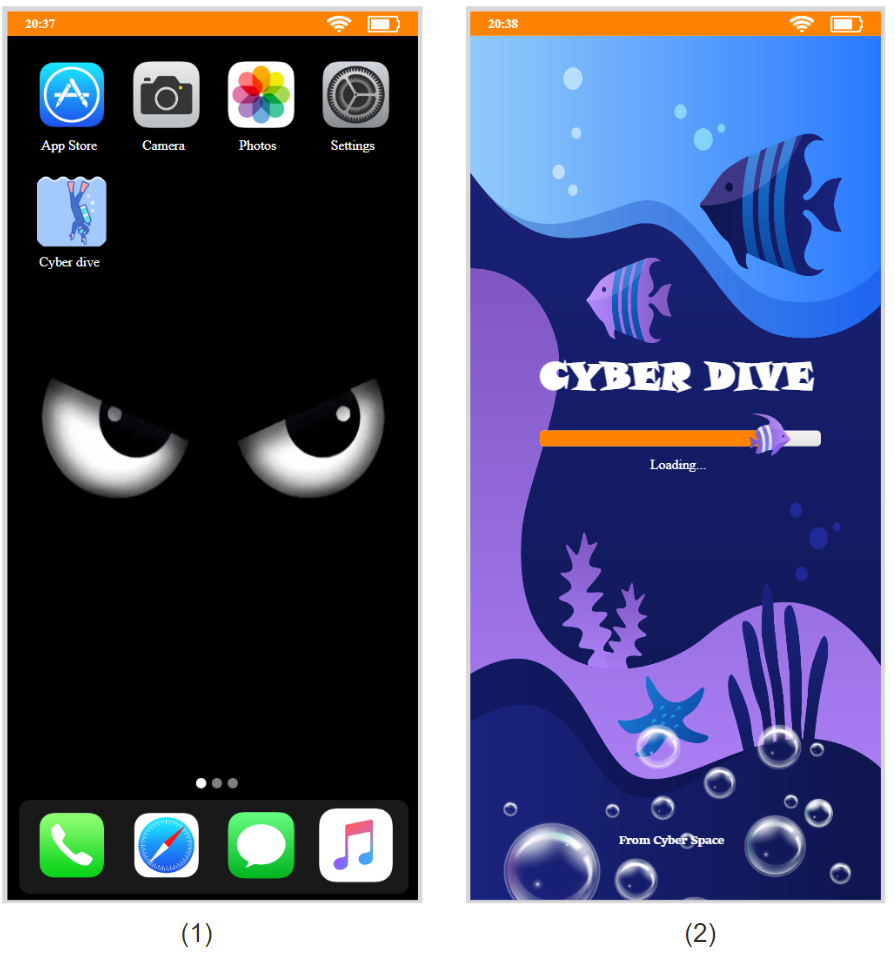 20:37
App Store Camera Photos Settings
Cyber dive
(1)
20:38
CYBER DIVE
Loading...
From Cyber Space
(2)